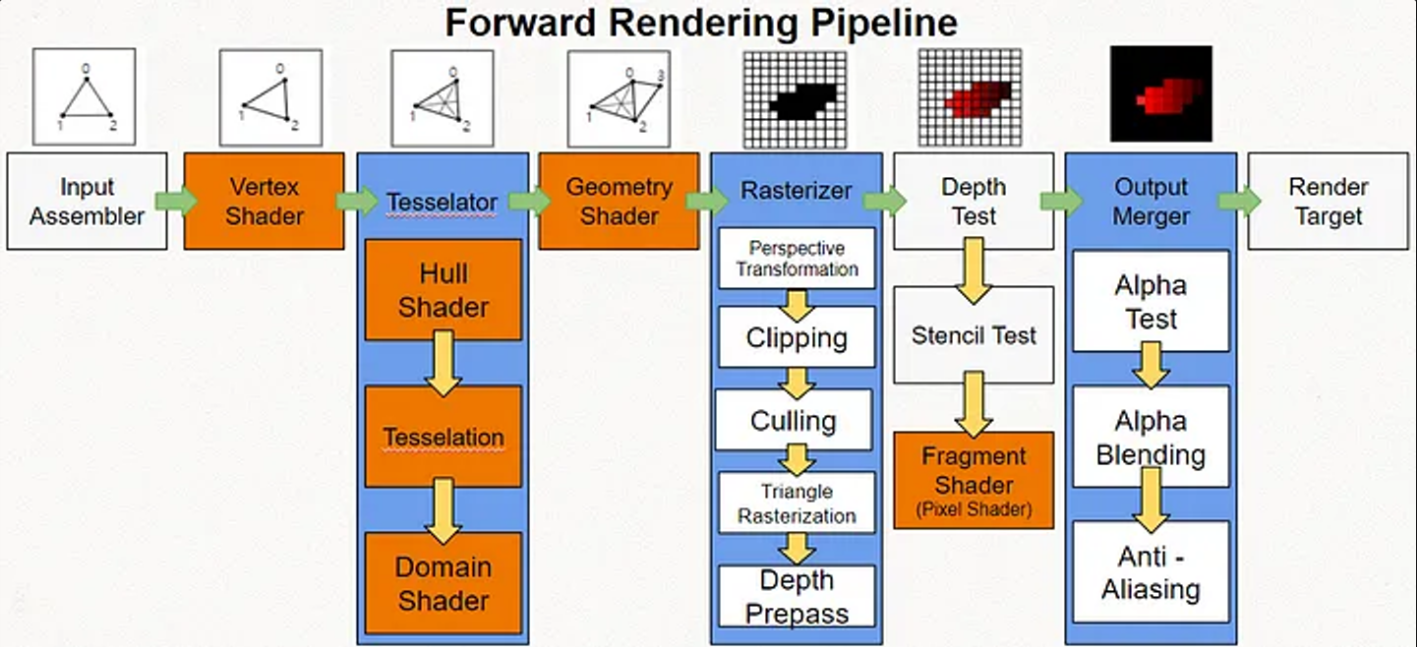 Forward Rendering Pipeline
0
1
2
0
1
2
0
1
2
0
3
1
2
Input
Assembler
Vertex
Shader
Tesselator
Hull
Shader
Tesselation
Domain
Shader
Geometry
Shader
Rasterizer
Perspective
Transformation
Clipping
Culling
Triangle
Rasterization
Depth
Prepass
Depth
Test
Stencil Test
Fragment
Shader
(Pixel Shader)
Output
Merger
Alpha
Test
Alpha
Blending
Anti -
Aliasing
Render
Target